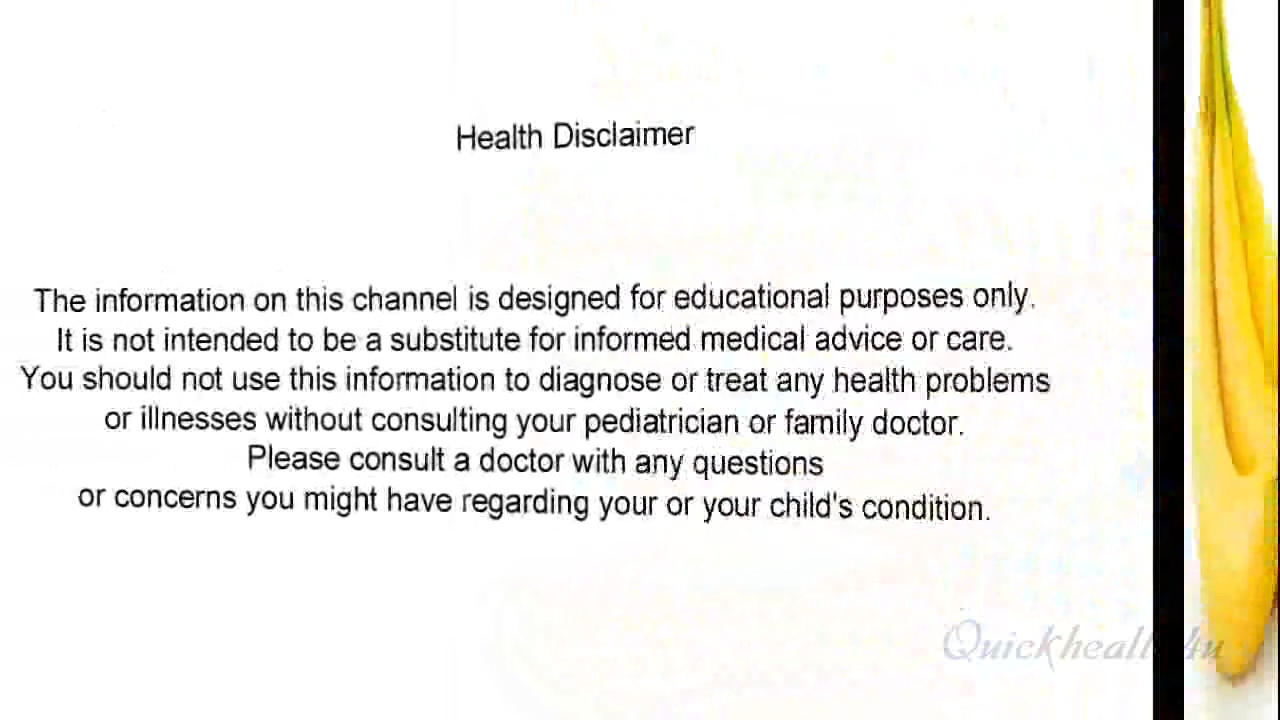 Health Disclaimer
The information on this channel is designed for educational purposes only.
It is not intended to be a substitute for informed medical advice or care.
You should not use this information to diagnose or treat any health problems
or illnesses without consulting your pediatrician or family doctor.
Please consult a doctor with any questions
or concerns you might have regarding your or your child's condition.
Quickhealth4u